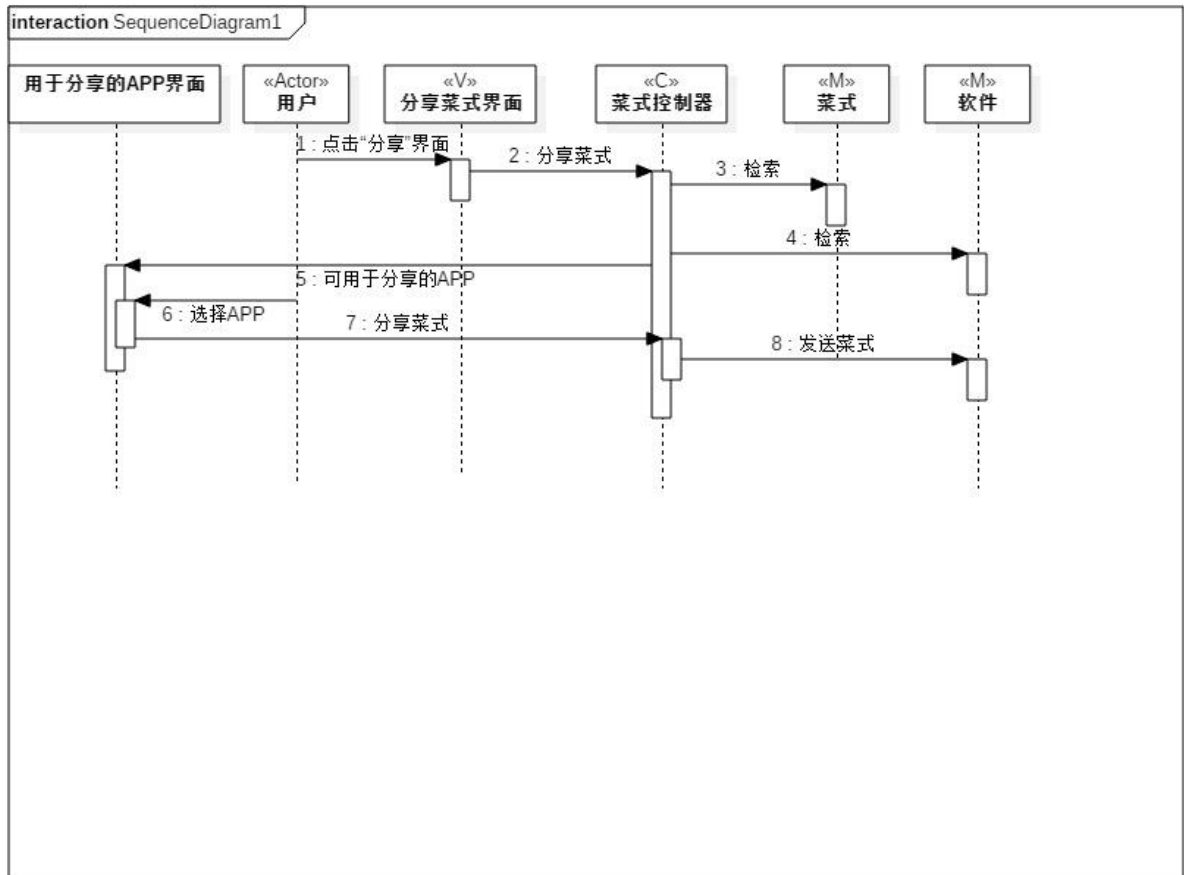 interaction SequenceDiagram1
用于分享的APP界面
«Actor»
用户
«V»
分享菜式界面
«C»
菜式控制器
«M»
菜式
«M»
软件
1 : 点击“分享”界面
2 : 分享菜式
3 : 检索
4 : 检索
5 : 可用于分享的APP
6 : 选择APP
7 : 分享菜式
8 : 发送菜式